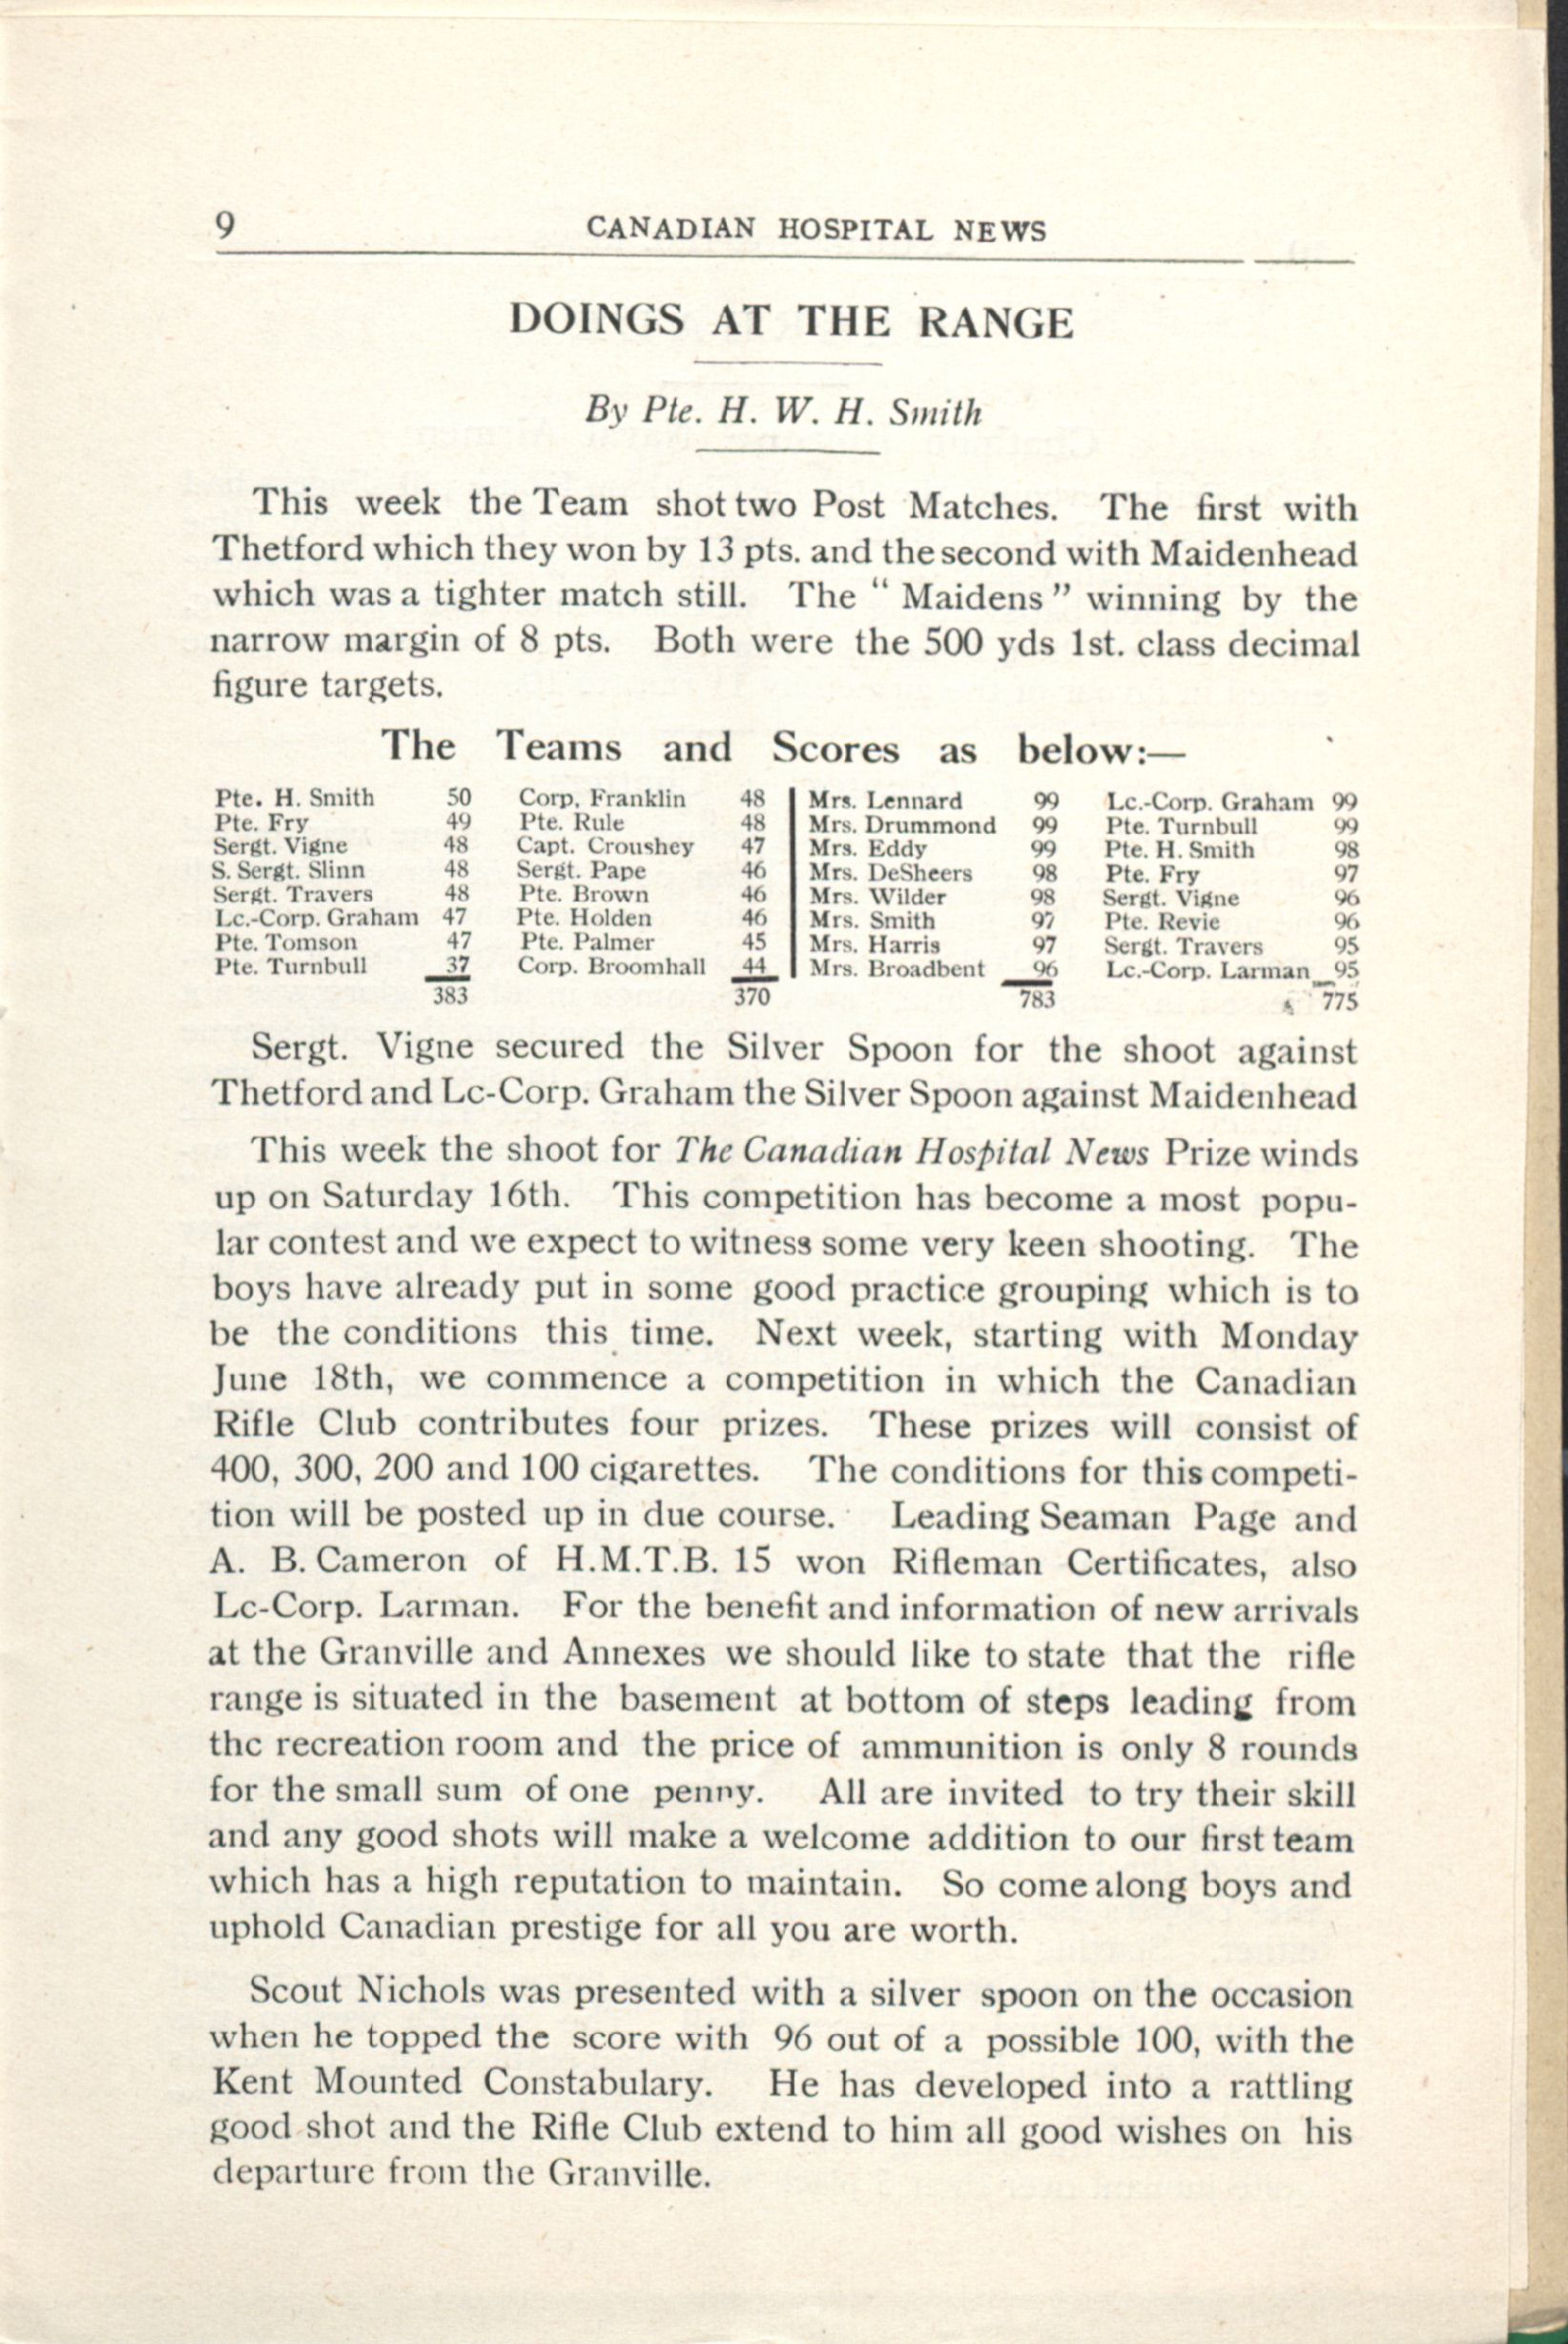 9 CANADIAN HOSPITAL NEWS
DOINGS AT THE RANGE
By Pte. H. W. H. Smith
This week the Team shot two Post Matches. The first with
Thetford which they won by 13 pts. and the second with Maidenhead
which was a tighter match still. The " Maidens " winning by the
narrow margin of 8 pts. Both were the 500 yds 1st. class decimal
figure targets.
The Teams and Scores as below:—
Pte. H. Smith 50 Corp. Franklin 48 Mrs. Lennard 99 Lc.-Corp. Graham 99
Pte. Fry 49 Pte. Rule 48 Mrs. Drummond 99 Pte. Turnbull 99
Sergt. Vigne 48 Capt. Croushey 47 Mrs. Eddy 99 Pte. H. Smith 98
S. Sergt. Slinn 48 Sergt. Pape 46 Mrs. DeSheers 98 Pte. Fry 97
Sergt. Travers 48 Pte. Brown 46 Mrs. Wilder 98 Sergt. Vigne 96
Lc.-Corp. Graham 47 Pte. Holden 46 Mrs. Smith 97 Pte. Revie 96
Pte. Tomson 47 Pte. Palmer 45 Mrs. Harris 97 Sergt. Travers 95
Pte. Turnbull 37 Corp. Broomhall 44 Mrs. Broadbent 96 Lc.-Corp. Larman 95
383 370 783 775
Sergt. Vigne secured the Silver Spoon for the shoot against
Thetford and Lc-Corp. Graham the Silver Spoon against Maidenhead
This week the shoot for The Canadian Hospital News Prize winds
up on Saturday 16th. This competition has become a most popu-
lar contest and we expect to witness some very keen shooting. The
boys have already put in some good practice grouping which is to
be the conditions this time. Next week, starting with Monday
June 18th, we commence a competition in which the Canadian
Rifle Club contributes four prizes. These prizes will consist of
400, 300, 200 and 100 cigarettes. The conditions for this competi-
tion will be posted up in due course. Leading Seaman Page and
A. B. Cameron of H.M.T.B. 15 won Rifleman Certificates, also
Lc-Corp. Larman. For the benefit and information of new arrivals
at the Granville and Annexes we should like to state that the rifle
range is situated in the basement at bottom of steps leading from
thc recreation room and the price of ammunition is only 8 rounds
for the small sum of one penny. All are invited to try their skill
and any good shots will make a welcome addition to our first team
which has a high reputation to maintain. So come along boys and
uphold Canadian prestige for all you are worth.
Scout Nichols was presented with a silver spoon on the occasion
when he topped the score with 96 out of a possible 100, with the
Kent Mounted Constabulary. He has developed into a rattling
good shot and the Rifle Club extend to him all good wishes on his
departure from the Granville.